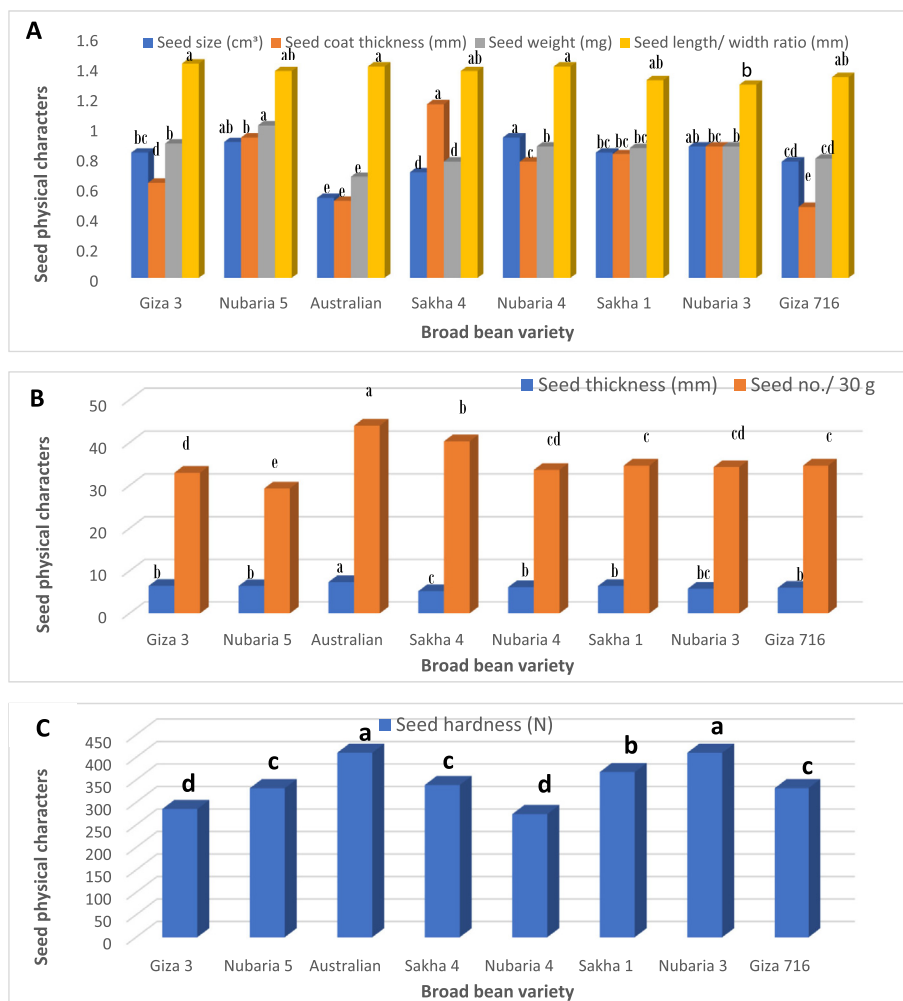 A
Seed size (cm³) Seed coat thickness (mm) Seed weight (mg) Seed length/ width ratio (mm)
1.6
1.4
1.2
1
0.8
0.6
0.4
0.2
0
Seed physical characters
bc d b a
ab a a ab
e e e a
d a d ab
a c b a
bc bc bc ab
ab bc b b
cd e cd ab
Giza 3 Nubaria 5 Australian Sakha 4 Nubaria 4 Sakha 1 Nubaria 3 Giza 716
Broad bean variety
B
Seed thickness (mm) Seed no./ 30 g
50
40
30
20
10
0
Seed physical characters
b d
b e
a a
c b
b cd
b c
bc cd
b c
Giza 3 Nubaria 5 Australian Sakha 4 Nubaria 4 Sakha 1 Nubaria 3 Giza 716
Broad bean variety
C
Seed hardness (N)
450
400
350
300
250
200
150
100
50
0
Seed physical characters
d c a c d b a c
Giza 3 Nubaria 5 Australian Sakha 4 Nubaria 4 Sakha 1 Nubaria 3 Giza 716
Broad bean variety